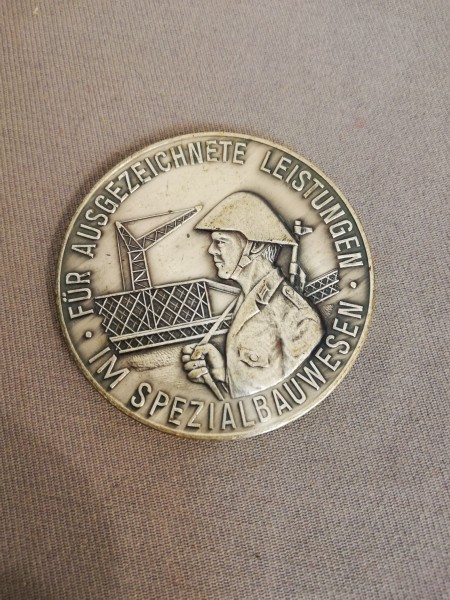 · FÜR AUSGEZEICHNETE LEISTUNGEN ·
IM SPEZIALBAUWESEN